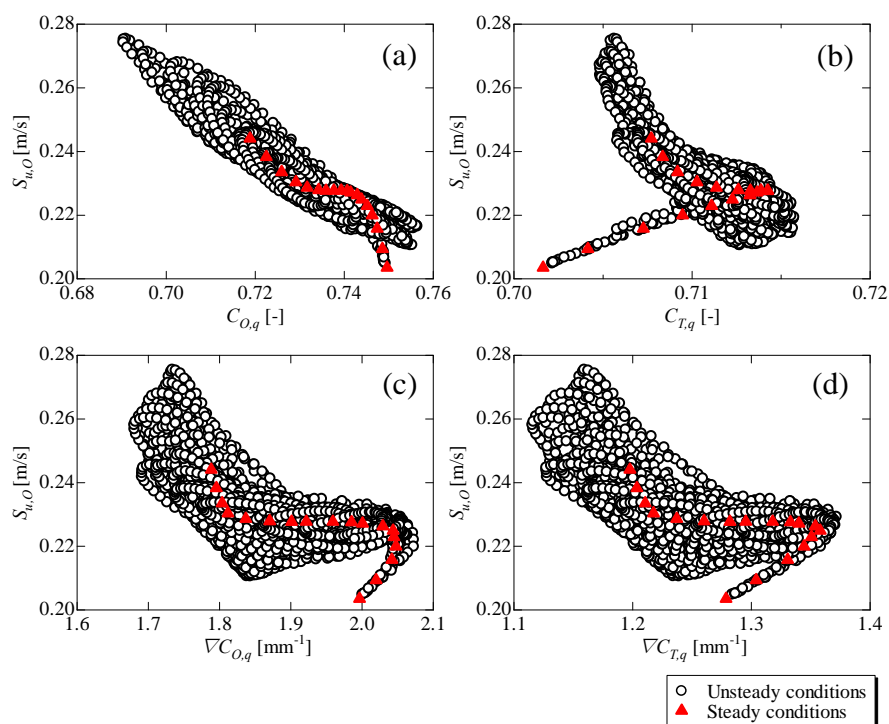 0.28
0.26
0.24
0.22
0.20
S_{u,O} [m/s]
(a)
0.68 0.70 0.72 0.74 0.76
C_{O,q} [-]
0.28
0.26
0.24
0.22
0.20
S_{u,O} [m/s]
(b)
0.70 0.71 0.72
C_{T,q} [-]
0.28
0.26
0.24
0.22
0.20
S_{u,O} [m/s]
(c)
1.6 1.7 1.8 1.9 2.0 2.1
∇C_{O,q} [mm⁻¹]
0.28
0.26
0.24
0.22
0.20
S_{u,O} [m/s]
(d)
1.1 1.2 1.3 1.4
∇C_{T,q} [mm⁻¹]
Unsteady conditions
Steady conditions